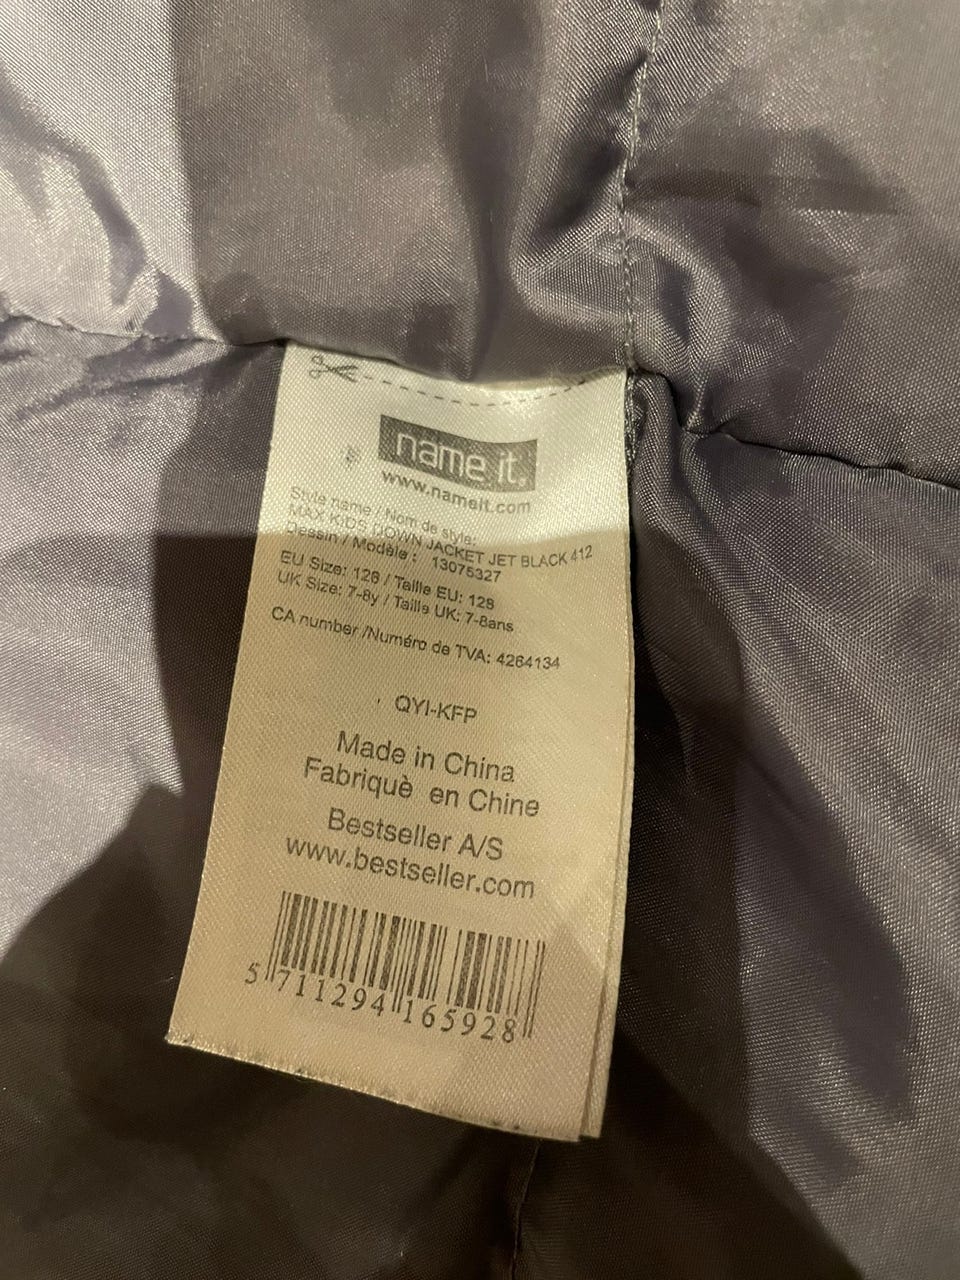 name it.
www.nameit.com
Style name / Nom de style:
MAX KIDS DOWN JACKET JET BLACK 412
Dessin / Modèle : 13075327
EU Size: 128 / Taille EU: 128
UK Size: 7-8y / Taille UK: 7-8ans
CA number /Numéro de TVA: 4264134
QYI-KFP
Made in China
Fabriquè en Chine
Bestseller A/S
www.bestseller.com
5 711294 165928